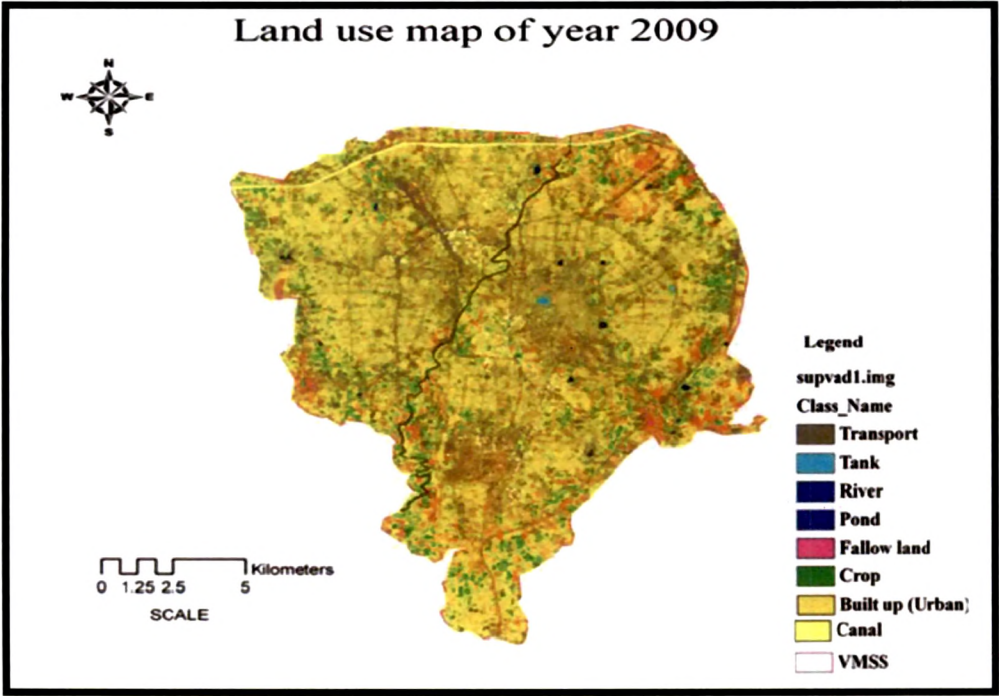 Land use map of year 2009
N
W E
S
Legend
supvad1.img
Class_Name
Transport
Tank
River
Pond
Fallow land
Crop
Built up (Urban)
Canal
VMSS
Kilometers
0 1.25 2.5 5
SCALE